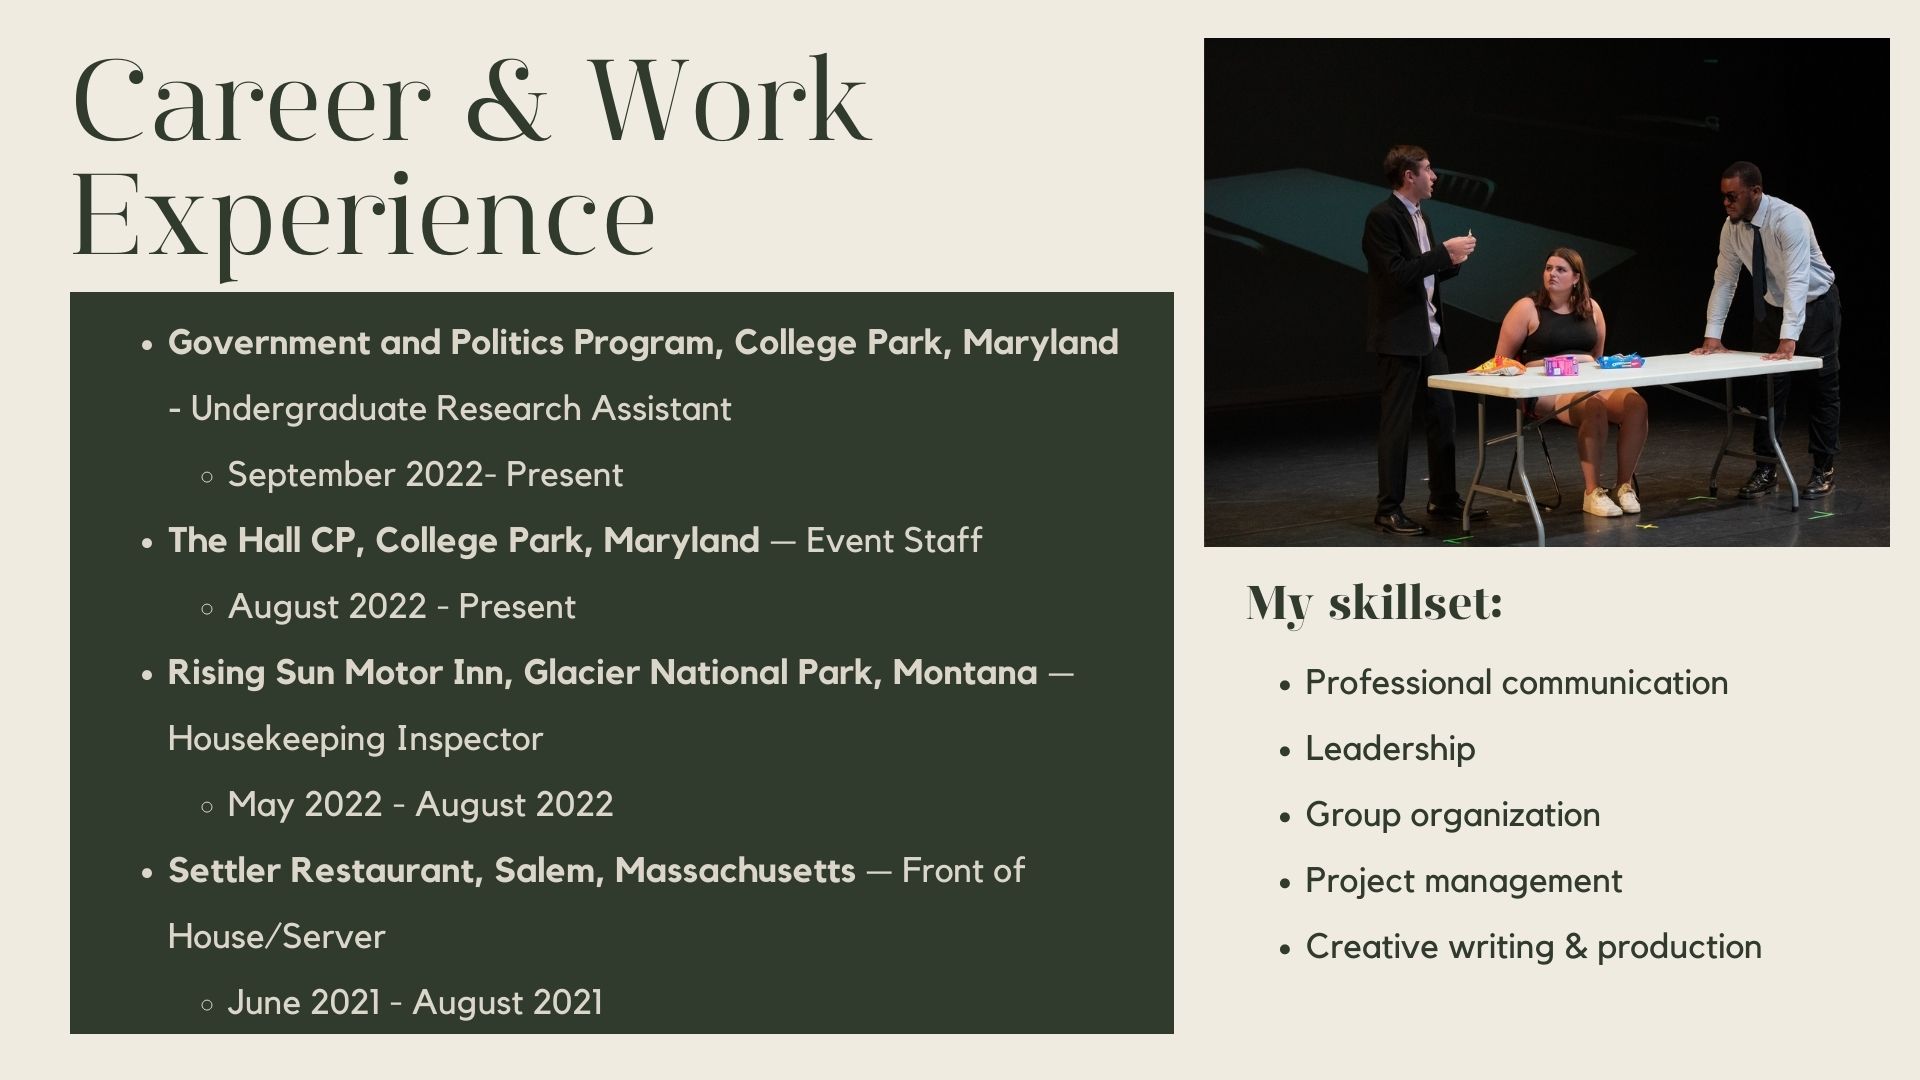 Career & Work
Experience
• Government and Politics Program, College Park, Maryland
- Undergraduate Research Assistant
◦ September 2022- Present
• The Hall CP, College Park, Maryland — Event Staff
◦ August 2022 - Present
• Rising Sun Motor Inn, Glacier National Park, Montana —
Housekeeping Inspector
◦ May 2022 - August 2022
• Settler Restaurant, Salem, Massachusetts — Front of
House/Server
◦ June 2021 - August 2021
My skillset:
• Professional communication
• Leadership
• Group organization
• Project management
• Creative writing & production